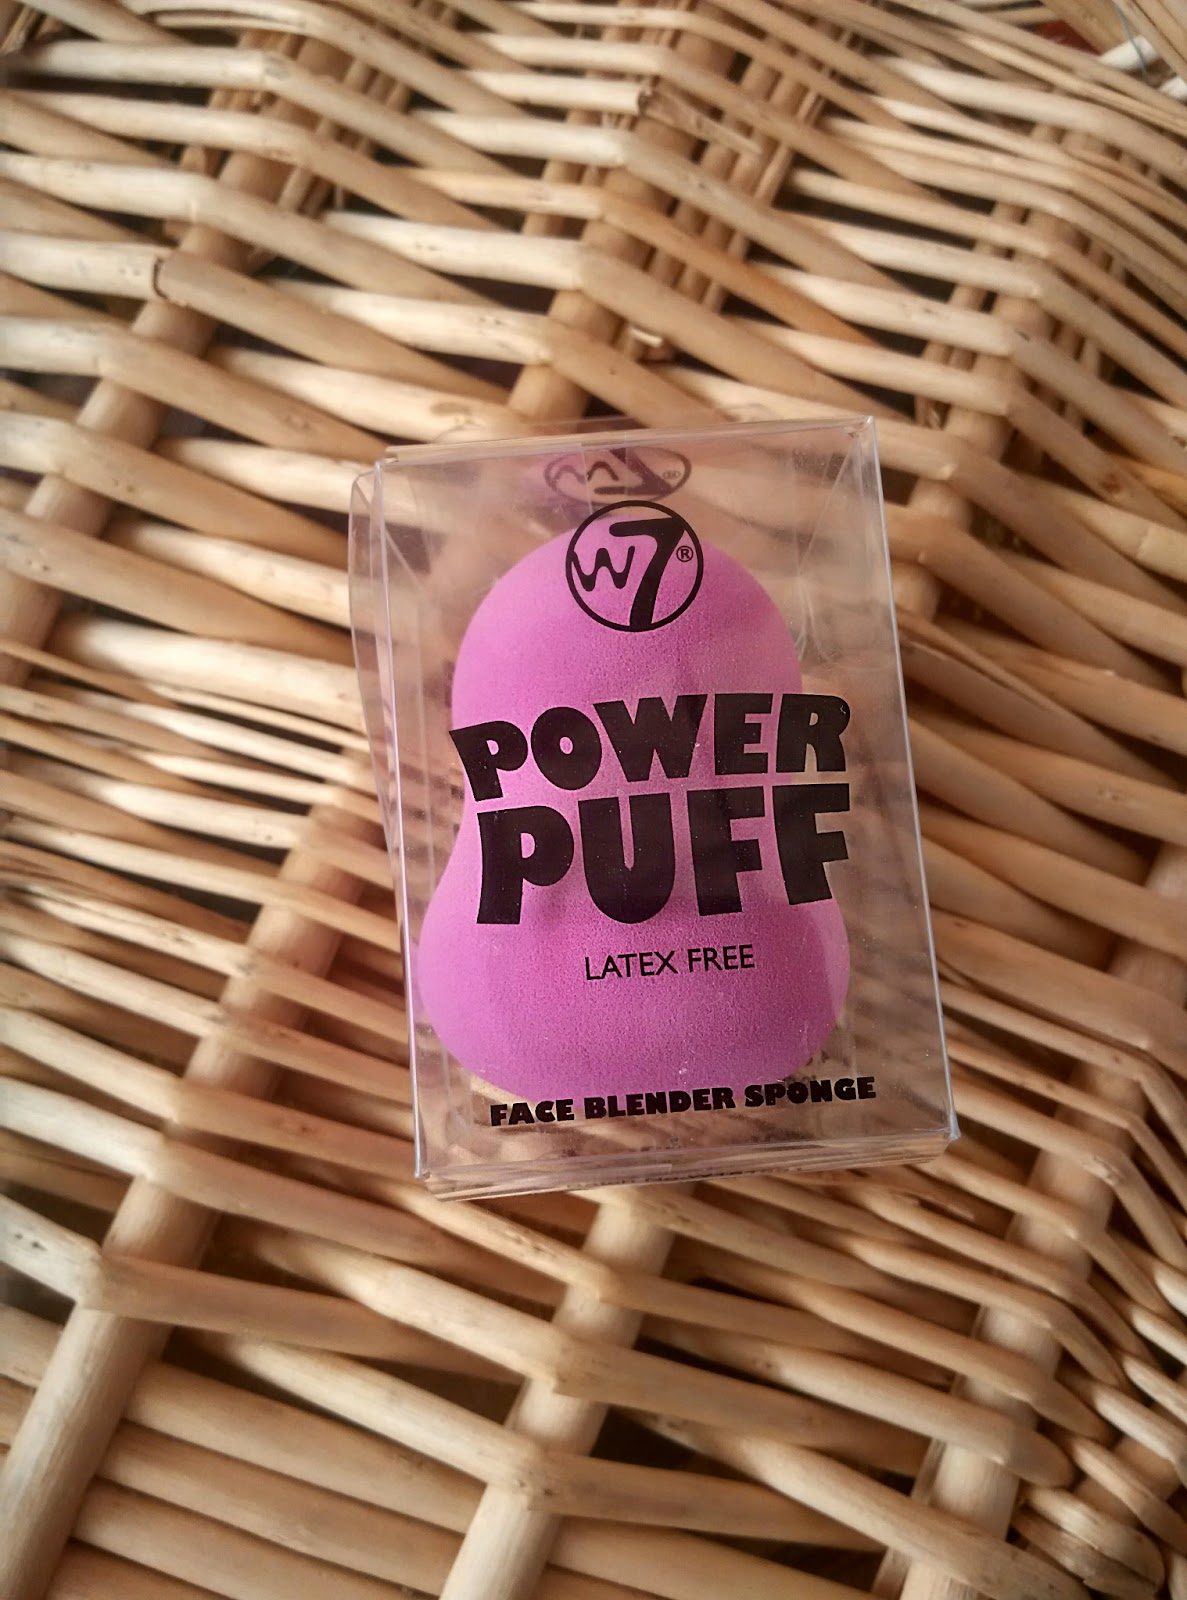 W7®
POWER
PUFF
LATEX FREE
FACE BLENDER SPONGE